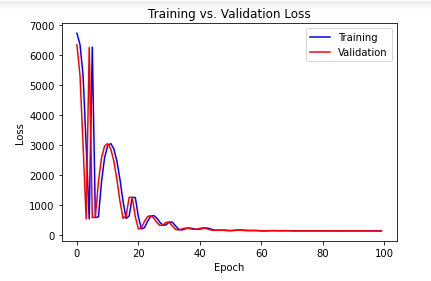 Training vs. Validation Loss
7000
6000
5000
4000
3000
2000
1000
0
Loss
Training
Validation
0 20 40 60 80 100
Epoch